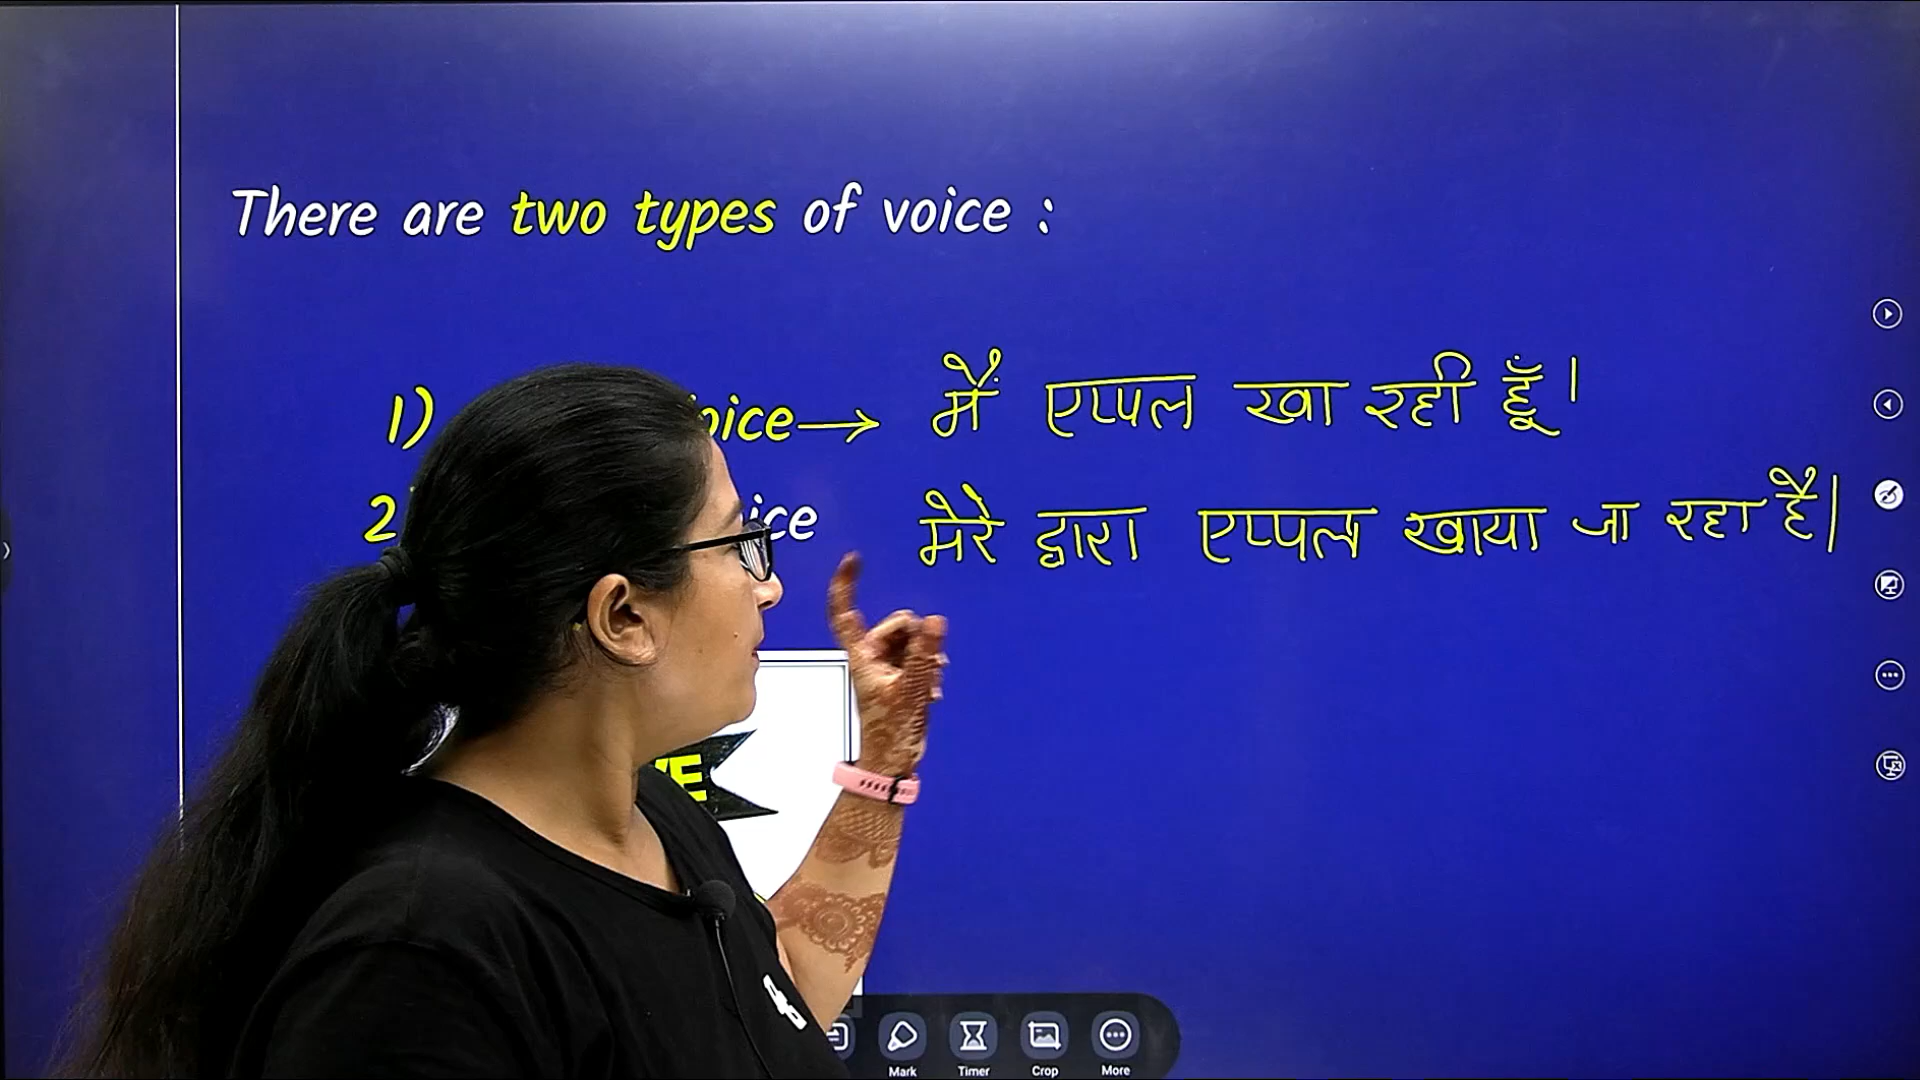 There are two types of voice :
1) oice→ मैं एप्पल खा रही हूँ।
2 ice मेरे द्वारा एप्पल खाया जा रहा है।
VE
Mark Timer Crop More